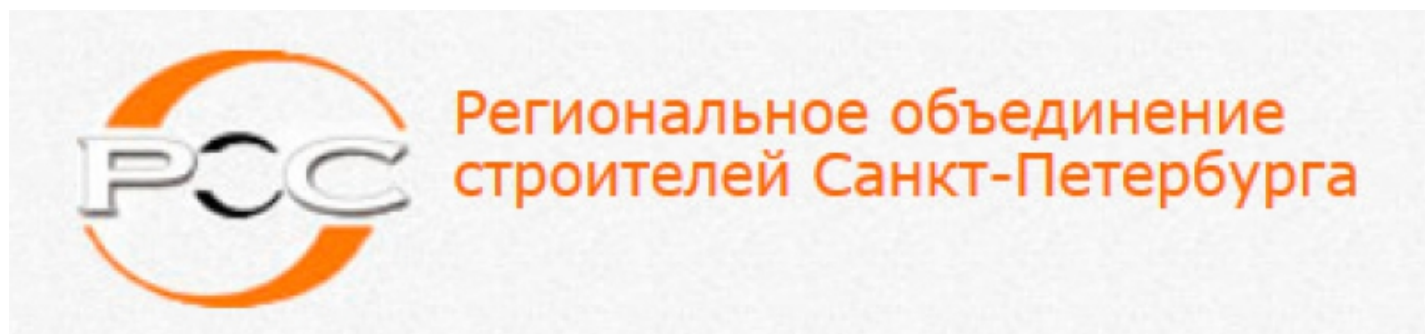 РОС
Региональное объединение
строителей Санкт-Петербурга